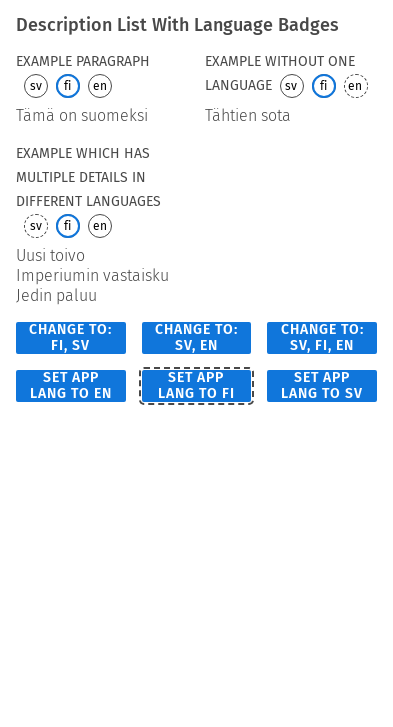 Description List With Language Badges
EXAMPLE PARAGRAPH
sv fi en
Tämä on suomeksi
EXAMPLE WITHOUT ONE
LANGUAGE sv fi en
Tähtien sota
EXAMPLE WHICH HAS
MULTIPLE DETAILS IN
DIFFERENT LANGUAGES
sv fi en
Uusi toivo
Imperiumin vastaisku
Jedin paluu
CHANGE TO:
FI, SV
CHANGE TO:
SV, EN
CHANGE TO:
SV, FI, EN
SET APP
LANG TO EN
SET APP
LANG TO FI
SET APP
LANG TO SV